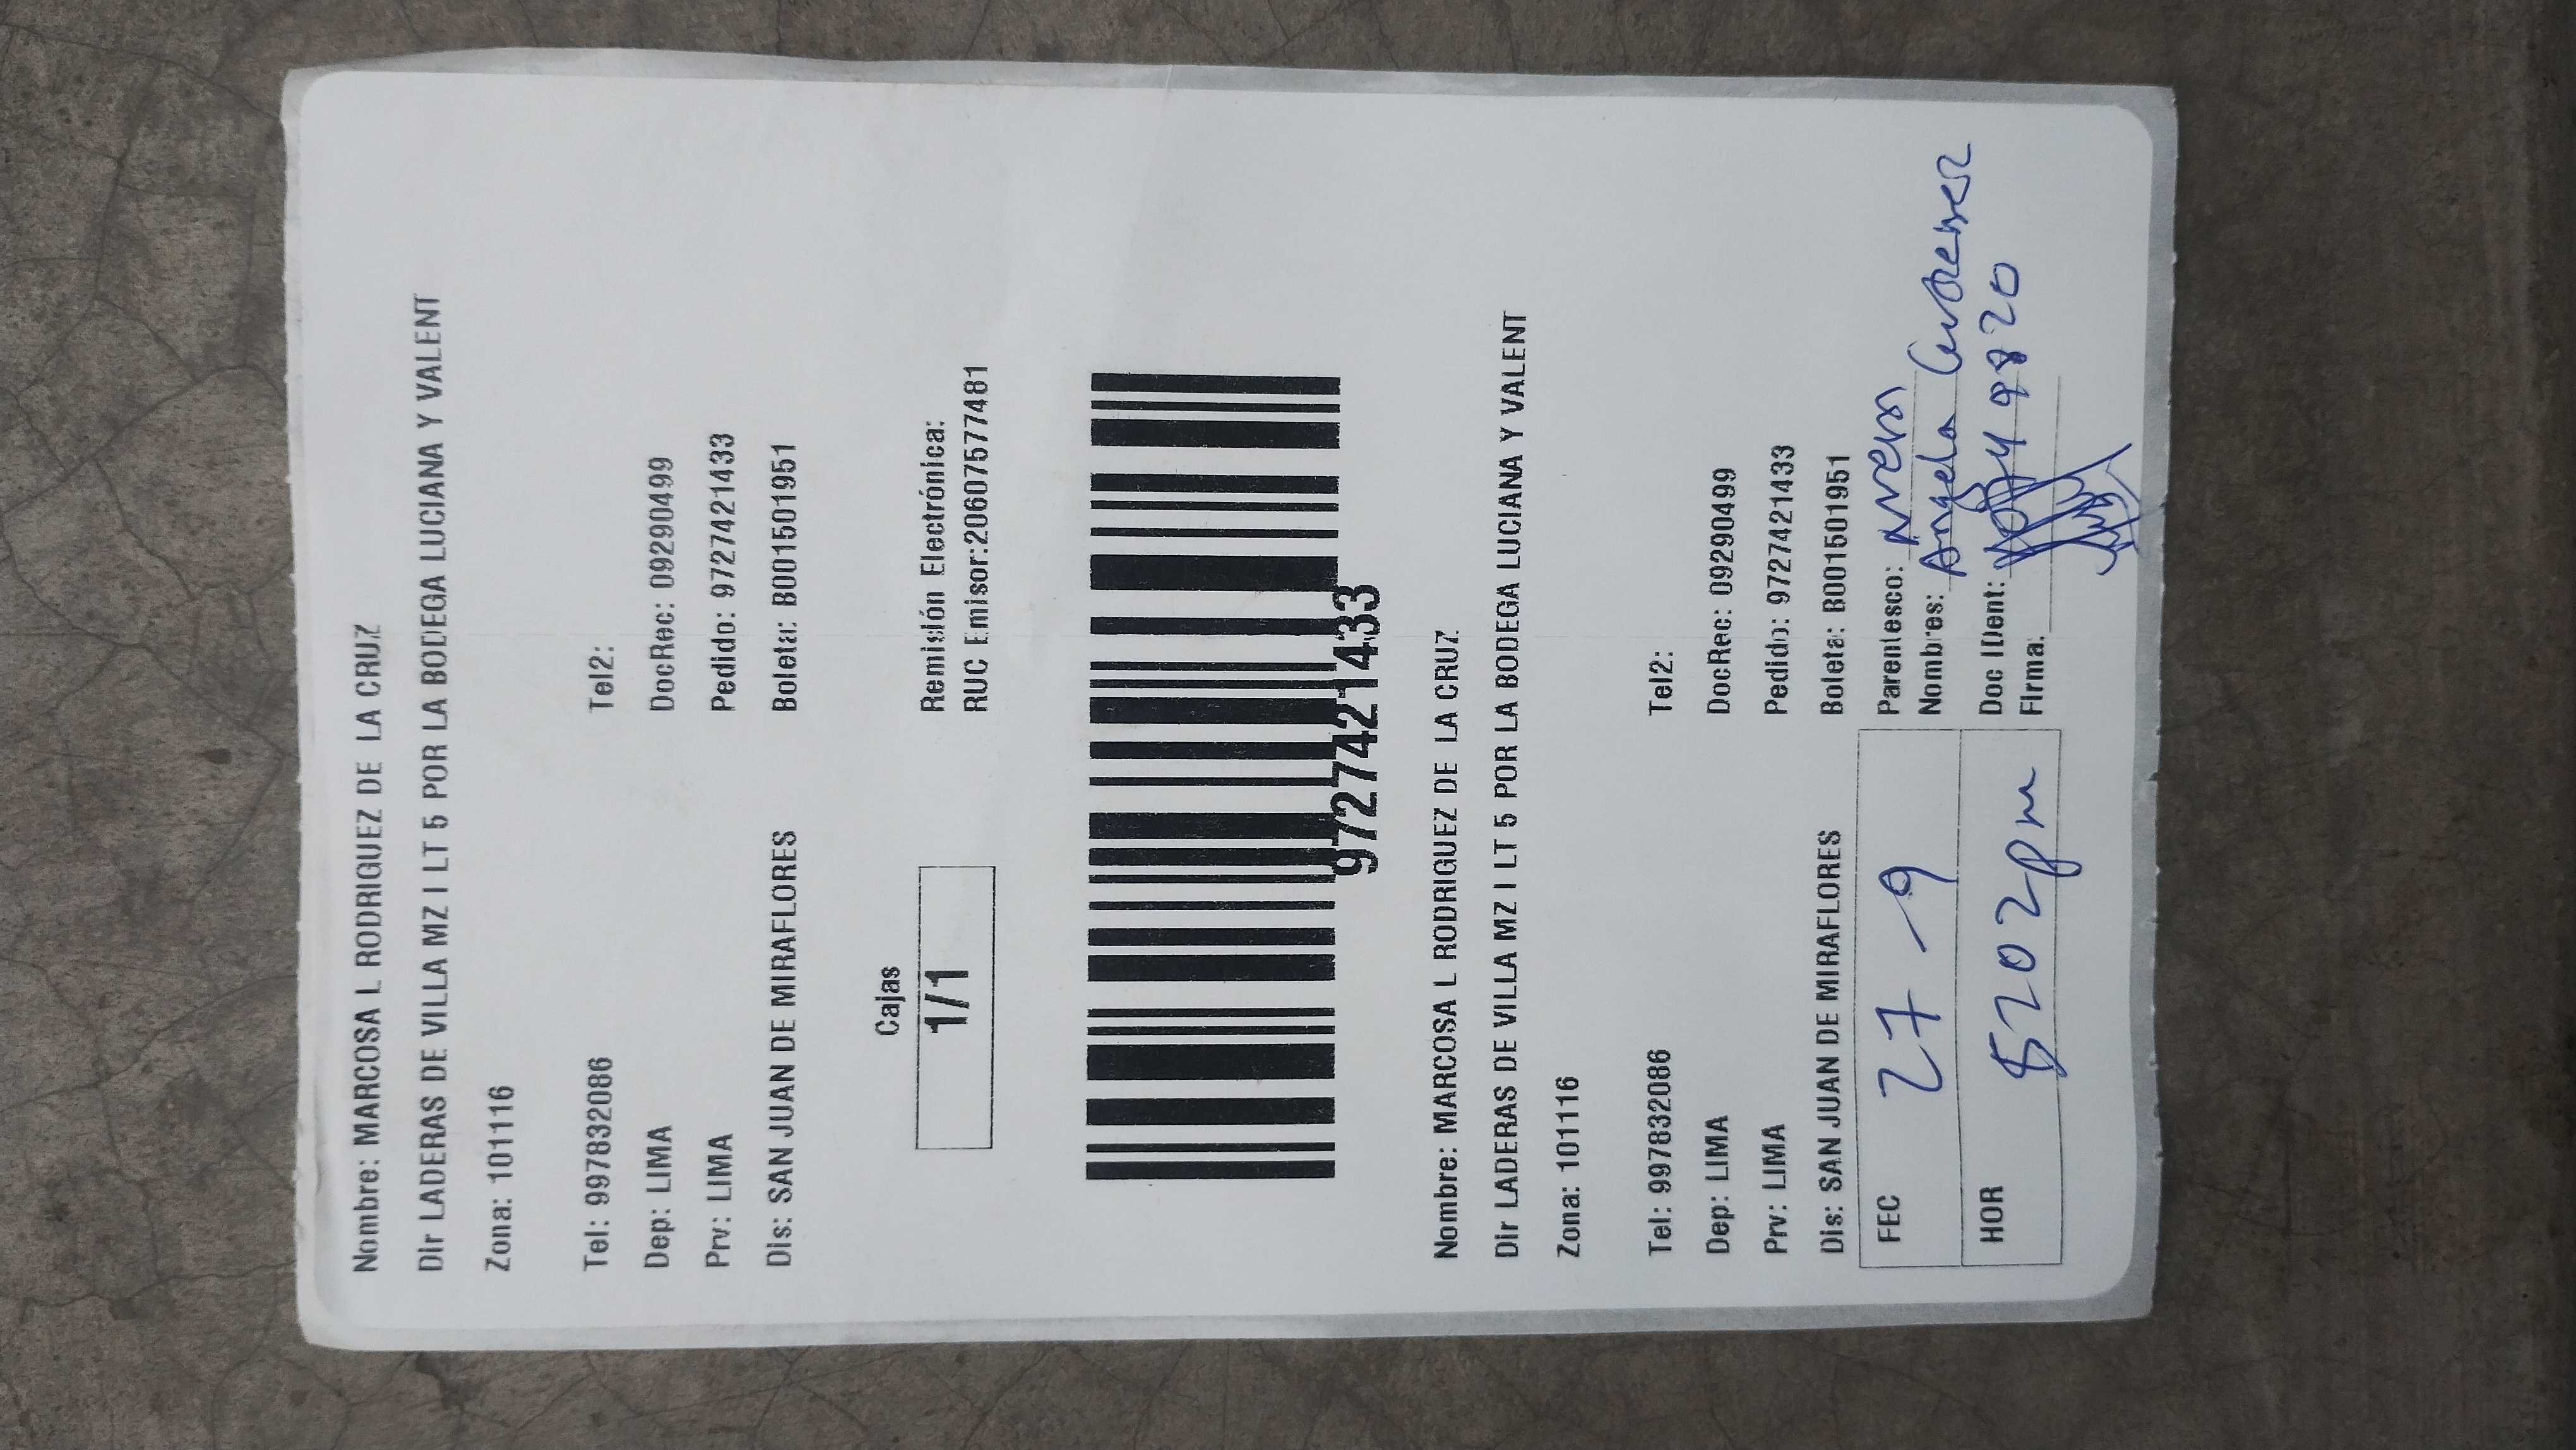 Nombre: MARCOSA L RODRIGUEZ DE LA CRUZ
Dir LADERAS DE VILLA MZ I LT 5 POR LA BODEGA LUCIANA Y VALENT
Zona: 101116
Tel: 997832086 Tel2:
Dep: LIMA DocRec: 09290499
Prv: LIMA Pedido: 9727421433
Dis: SAN JUAN DE MIRAFLORES Boleta: B001501951
Cajas Remisión Electrónica:
1/1 RUC Emisor:20607577481
9727421433
Nombre: MARCOSA L RODRIGUEZ DE LA CRUZ
Dir LADERAS DE VILLA MZ I LT 5 POR LA BODEGA LUCIANA Y VALENT
Zona: 101116
Tel: 997832086 Tel2:
Dep: LIMA DocRec: 09290499
Prv: LIMA Pedido: 9727421433
Dis: SAN JUAN DE MIRAFLORES Boleta: B001501951
FEC 27-9 Parentesco:
Nombres: Angela
HOR Doc IDent:
Firma: